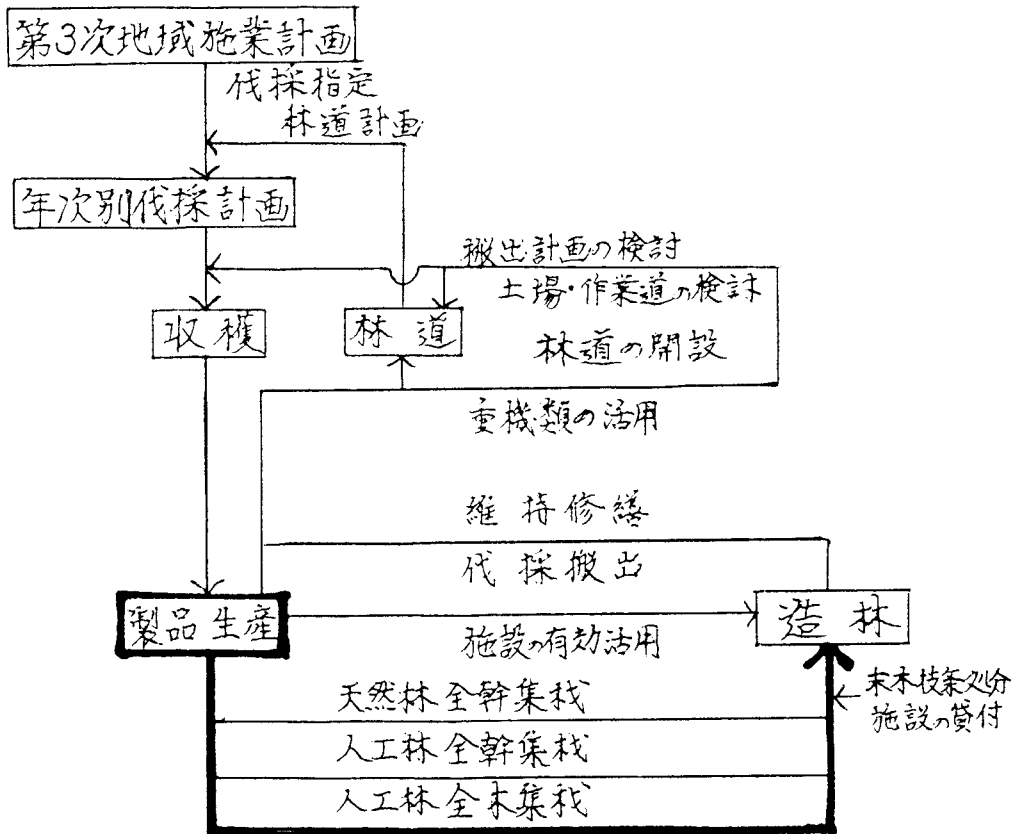 第3次地域施業計画
伐採指定
林道計画
年次別伐採計画
搬出計画の検討
土場・作業道の検討
収穫
林道
林道の開設
重機類の活用
維持修繕
伐採搬出
製品生産
造林
施設の有効活用
末木枝条処分
施設の貸付
天然林全幹集材
人工林全幹集材
人工林全木集材